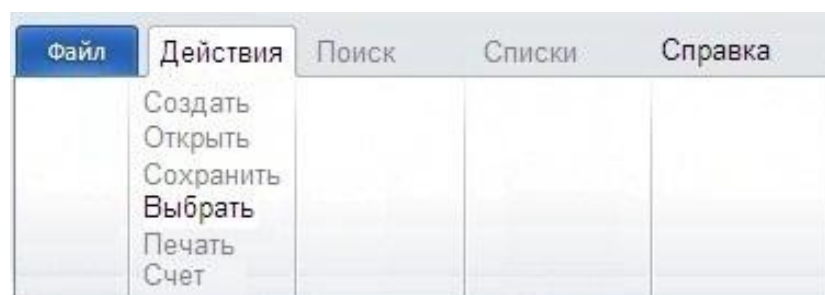 Файл Действия Поиск Списки Справка
Создать
Открыть
Сохранить
Выбрать
Печать
Счет